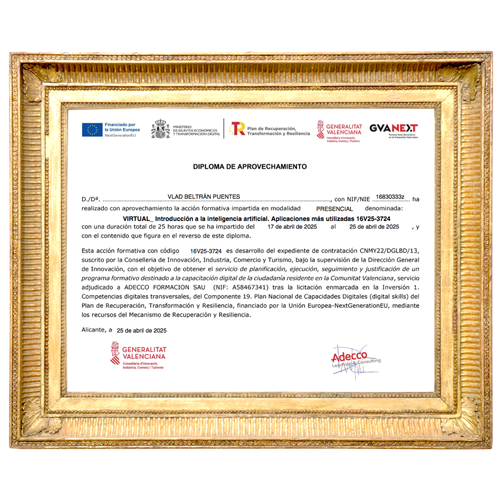 Financiado por
la Unión Europea
NextGenerationEU
MINISTERIO
DE ASUNTOS ECONÓMICOS
Y TRANSFORMACIÓN DIGITAL
Plan de Recuperación,
Transformación y Resiliencia
GENERALITAT
VALENCIANA
Conselleria d'Innovació,
Indústria, Comerç i Turisme
GVANEXT
DIPLOMA DE APROVECHAMIENTO
D./Dª. VLAD BELTRÁN PUENTES, con NIF/NIE 16830333z ha
realizado con aprovechamiento la acción formativa impartida en modalidad PRESENCIAL denominada:
VIRTUAL_ Introducción a la inteligencia artificial. Aplicaciones más utilizadas 16V25-3724
con una duración total de 25 horas que se ha impartido del 17 de abril de 2025 al 25 de abril de 2025, y
con el contenido que figura en el reverso de este diploma.
Esta acción formativa con código 16V25-3724 es desarrollo del expediente de contratación CNMY22/DGLBD/13,
suscrito por la Conselleria de Innovación, Industria, Comercio y Turismo, bajo la supervisión de la Dirección General
de Innovación, con el objetivo de obtener el servicio de planificación, ejecución, seguimiento y justificación de un
programa formativo destinado a la capacitación digital de la ciudadanía residente en la Comunitat Valenciana, servicio
adjudicado a ADECCO FORMACION SAU (NIF: A58467341) tras la licitación enmarcada en la Inversión 1.
Competencias digitales transversales, del Componente 19. Plan Nacional de Capacidades Digitales (digital skills) del
Plan de Recuperación, Transformación y Resiliencia, financiado por la Unión Europea-NextGenerationEU, mediante
los recursos del Mecanismo de Recuperación y Resiliencia.
Alicante, a 25 de abril de 2025
GENERALITAT
VALENCIANA
Conselleria d'Innovació,
Indústria, Comerç i Turisme
Adecco
Learning & Consulting